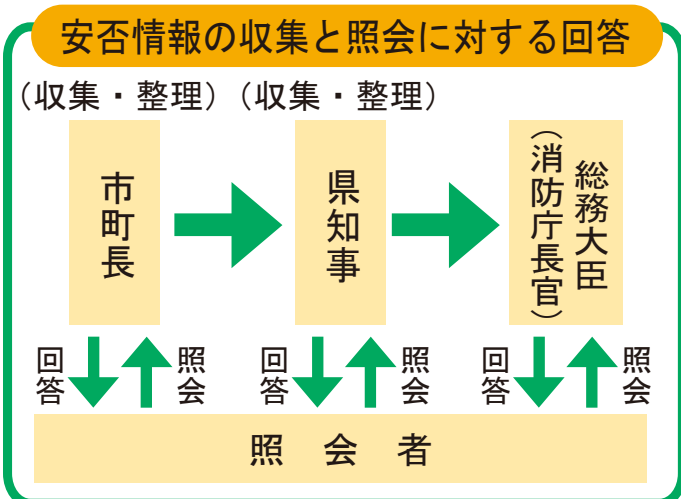 安否情報の収集と照会に対する回答
（収集・整理）（収集・整理）
市町長
県知事
総務大臣
（消防庁長官）
回答
照会
回答
照会
回答
照会
照会者